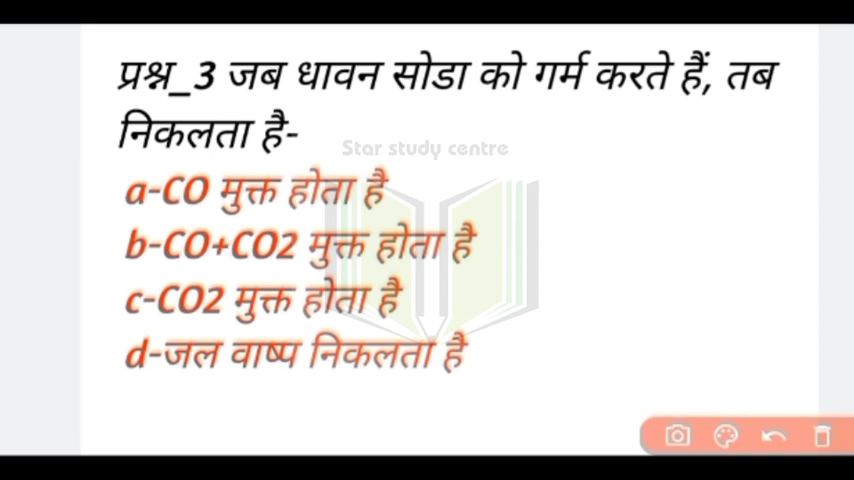 प्रश्न_3 जब धावन सोडा को गर्म करते हैं, तब
निकलता है-
Star study centre
a-CO मुक्त होता है
b-CO+CO2 मुक्त होता है
c-CO2 मुक्त होता है
d-जल वाष्प निकलता है